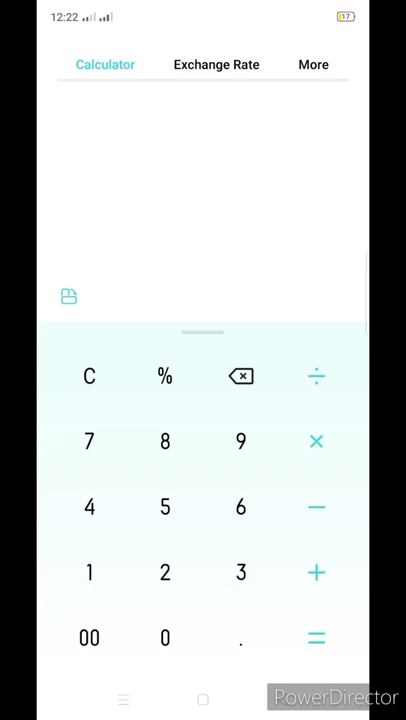 12:22
17
Calculator Exchange Rate More
C % ÷
7 8 9 ×
4 5 6 −
1 2 3 +
00 0 . =
PowerDirector